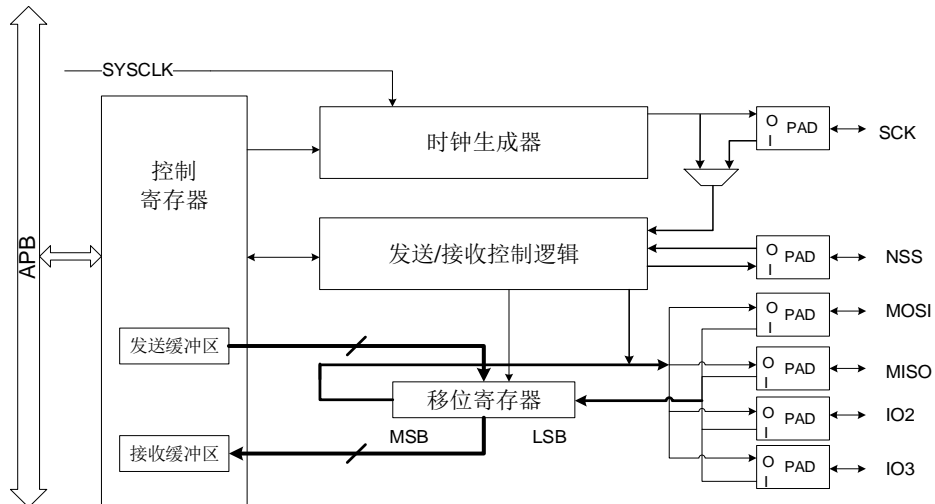 SYSCLK
APB
控制
寄存器
时钟生成器
O
I
PAD
SCK
发送/接收控制逻辑
O
I
PAD
NSS
O
I
PAD
MOSI
发送缓冲区
O
I
PAD
MISO
移位寄存器
MSB
LSB
O
I
PAD
IO2
接收缓冲区
O
I
PAD
IO3